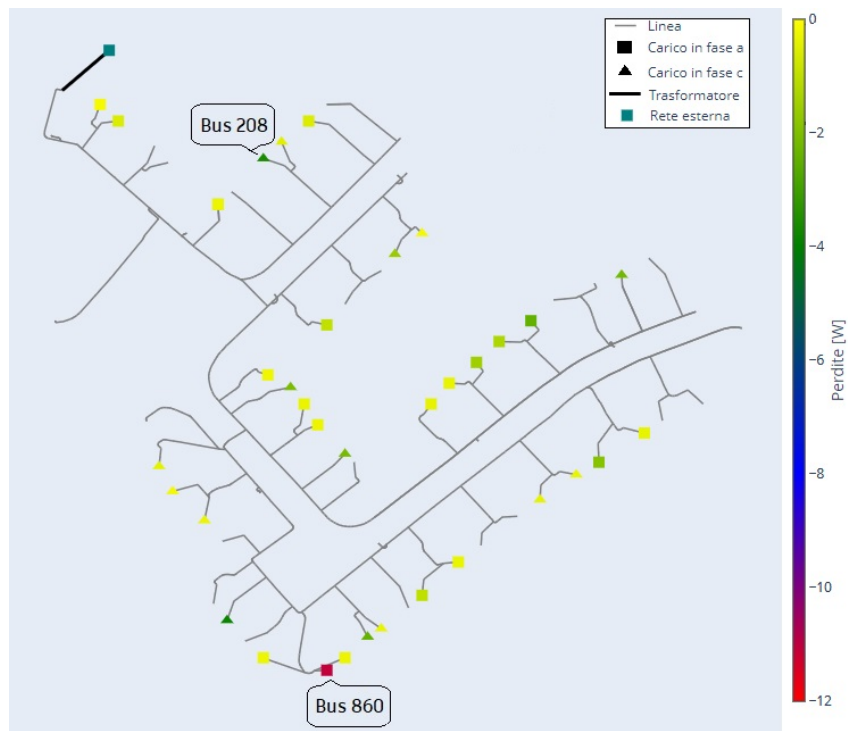 Linea
Carico in fase a
Carico in fase c
Trasformatore
Rete esterna
Bus 208
Bus 860
0
−2
−4
−6
−8
−10
−12
Perdite [W]